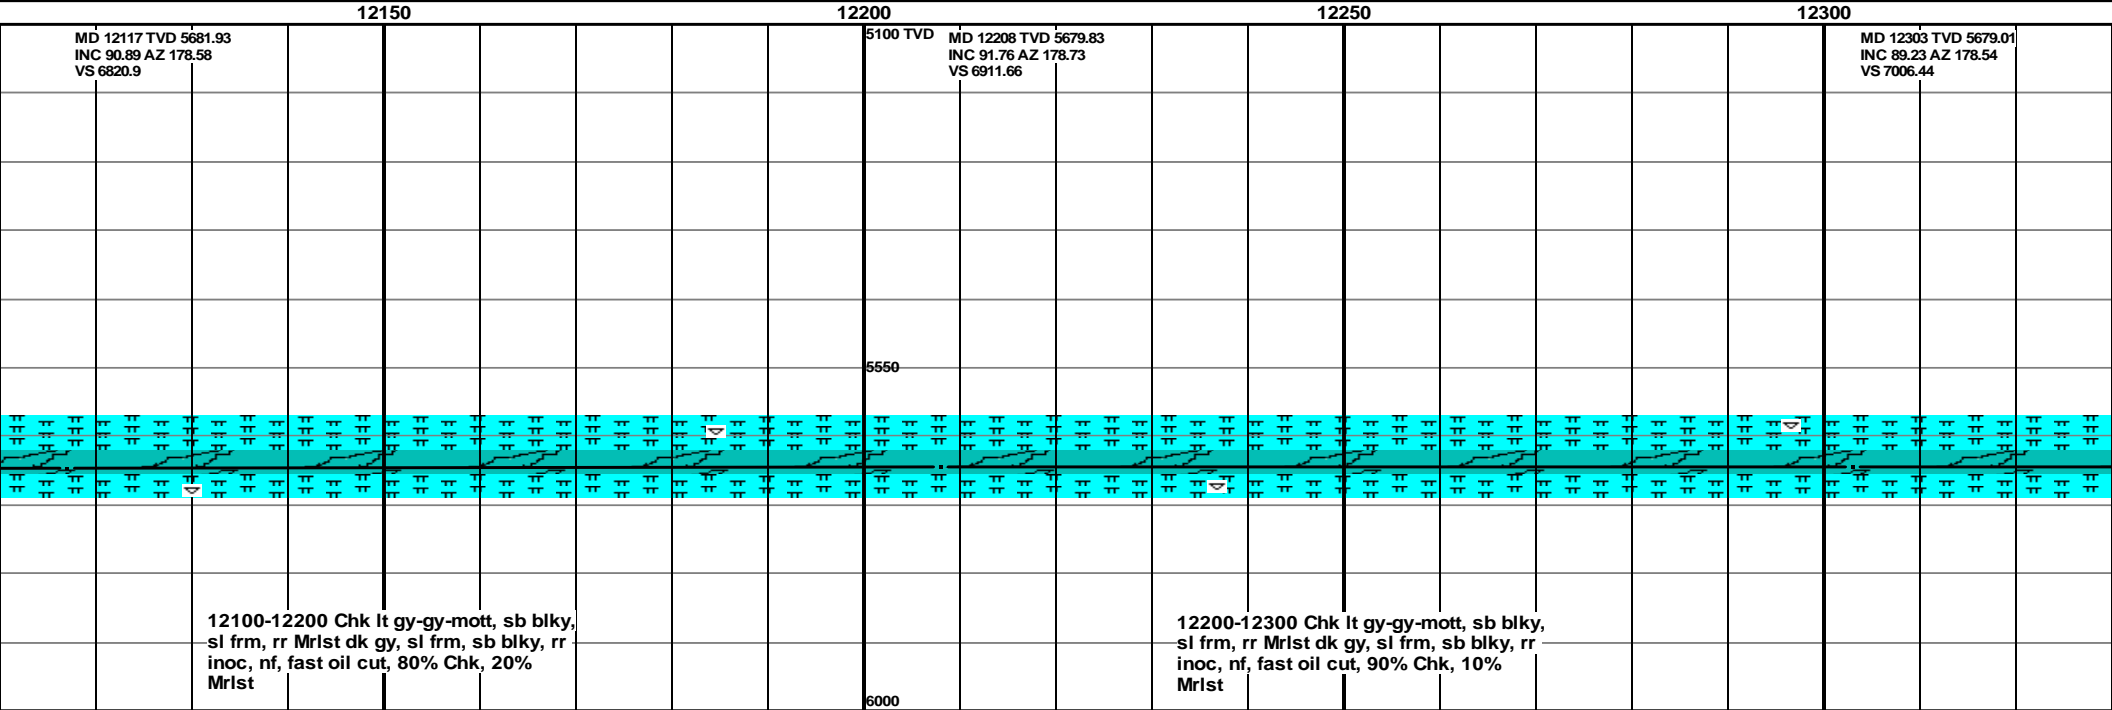 12150
12200
12250
12300
MD 12117 TVD 5681.93
INC 90.89 AZ 178.58
VS 6820.9
5100 TVD
MD 12208 TVD 5679.83
INC 91.76 AZ 178.73
VS 6911.66
MD 12303 TVD 5679.01
INC 89.23 AZ 178.54
VS 7006.44
5550
12100-12200 Chk lt gy-gy-mott, sb blky,
sl frm, rr Mrlst dk gy, sl frm, sb blky, rr
inoc, nf, fast oil cut, 80% Chk, 20%
Mrlst
12200-12300 Chk lt gy-gy-mott, sb blky,
sl frm, rr Mrlst dk gy, sl frm, sb blky, rr
inoc, nf, fast oil cut, 90% Chk, 10%
Mrlst
6000